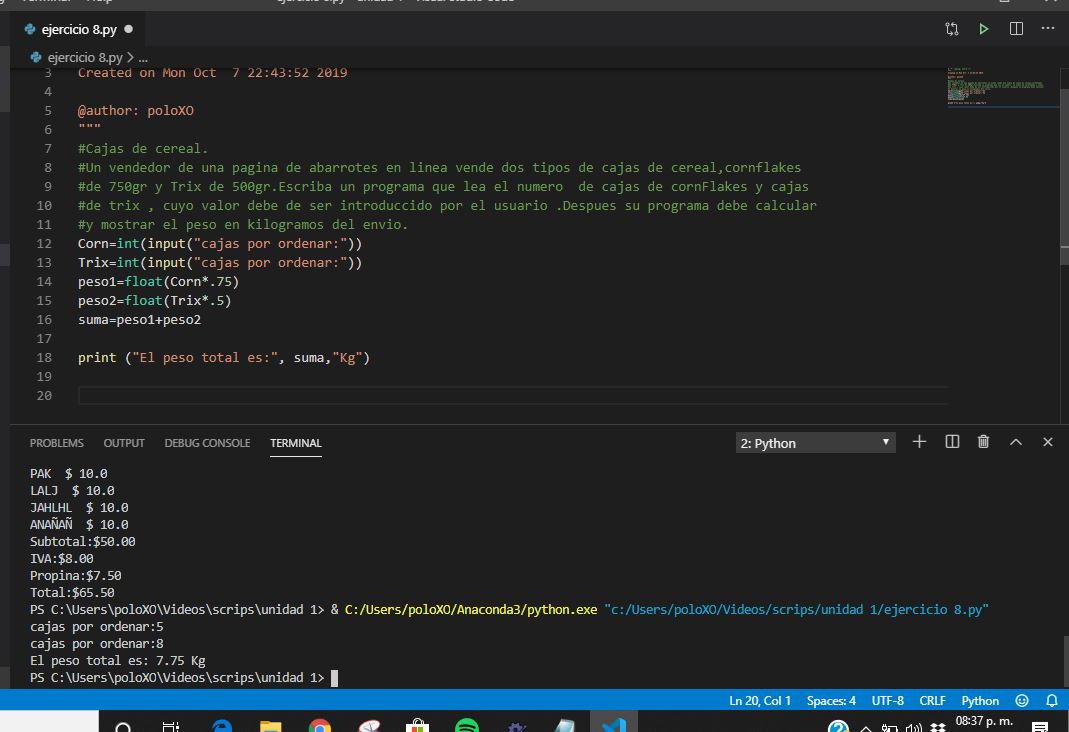 ejercicio 8.py
ejercicio 8.py > ...
3 Created on Mon Oct  7 22:43:52 2019
4
5 @author: poloXO
6 """
7 #Cajas de cereal.
8 #Un vendedor de una pagina de abarrotes en linea vende dos tipos de cajas de cereal,cornflakes
9 #de 750gr y Trix de 500gr.Escriba un programa que lea el numero  de cajas de cornFlakes y cajas
10 #de trix , cuyo valor debe de ser introduccido por el usuario .Despues su programa debe calcular
11 #y mostrar el peso en kilogramos del envio.
12 Corn=int(input("cajas por ordenar:"))
13 Trix=int(input("cajas por ordenar:"))
14 peso1=float(Corn*.75)
15 peso2=float(Trix*.5)
16 suma=peso1+peso2
17
18 print ("El peso total es:", suma,"Kg")
19
20
PROBLEMS OUTPUT DEBUG CONSOLE TERMINAL 2: Python
PAK  $ 10.0
LALJ  $ 10.0
JAHLHL  $ 10.0
ANAÑAÑ  $ 10.0
Subtotal:$50.00
IVA:$8.00
Propina:$7.50
Total:$65.50
PS C:\Users\poloXO\Videos\scrips\unidad 1> & C:/Users/poloXO/Anaconda3/python.exe "c:/Users/poloXO/Videos/scrips/unidad 1/ejercicio 8.py"
cajas por ordenar:5
cajas por ordenar:8
El peso total es: 7.75 Kg
PS C:\Users\poloXO\Videos\scrips\unidad 1>
Ln 20, Col 1 Spaces: 4 UTF-8 CRLF Python
08:37 p. m.